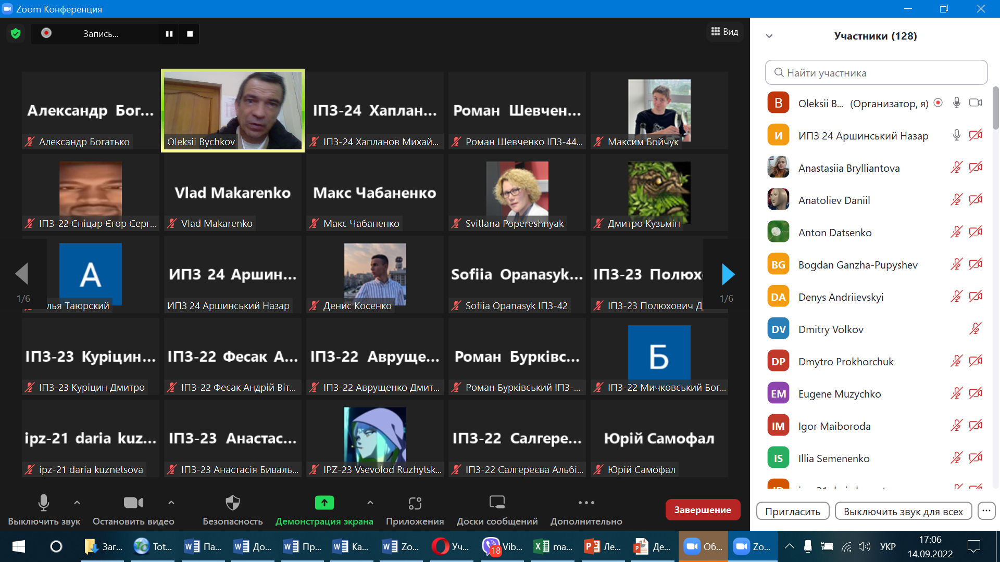 Zoom Конференция
Запись...
Вид
Александр Бог...
Александр Богатько
Oleksii Bychkov
ІПЗ-24 Хаплан...
ІПЗ-24 Хапланов Михай...
Роман Шевчен...
Роман Шевченко ІПЗ-44...
Максим Бойчук
ІПЗ-22 Сніцар Єгор Серг...
Vlad Makarenko
Vlad Makarenko
Макс Чабаненко
Макс Чабаненко
Svitlana Popereshnyak
Дмитро Кузьмін
1/6
А
лья Таюрский
ИПЗ 24 Аршин...
ИПЗ 24 Аршинський Назар
Денис Косенко
Sofiia Opanasyk...
Sofiia Opanasyk ІПЗ-42
ІПЗ-23 Полюх
ІПЗ-23 Полюхович Д
1/6
ІПЗ-23 Куріцин...
ІПЗ-23 Куріцин Дмитро
ІПЗ-22 Фесак А...
ІПЗ-22 Фесак Андрій Віт...
ІПЗ-22 Авруще...
ІПЗ-22 Аврущенко Дмит...
Роман Бурківс...
Роман Бурківський ІПЗ-...
Б
ІПЗ-22 Мичковський Бог...
ipz-21 daria kuz...
ipz-21 daria kuznetsova
ІПЗ-23 Анастас...
ІПЗ-23 Анастасія Биваль...
IPZ-23 Vsevolod Ruzhytsk...
ІПЗ-22 Салгере...
ІПЗ-22 Салгереєва Альбі...
Юрій Самофал
Юрій Самофал
Выключить звук
Остановить видео
Безопасность
Демонстрация экрана
Приложения
Доски сообщений
Дополнительно
Завершение
Участники (128)
Найти участника
B Oleksii B... (Организатор, я)
И ИПЗ 24 Аршинський Назар
Anastasiia Brylliantova
Anatoliev Daniil
Anton Datsenko
BG Bogdan Ganzha-Pupyshev
DA Denys Andriievskyi
DV Dmitry Volkov
DP Dmytro Prokhorchuk
EM Eugene Muzychko
IM Igor Maiboroda
IS Illia Semenenko
Пригласить
Выключить звук для всех
...
Заг...
Tot...
Па...
До...
Пр...
Ка...
Zo...
Уч...
18 Vib...
ma...
Ле...
Де...
Об...
Zo...
УКР
17:06
14.09.2022